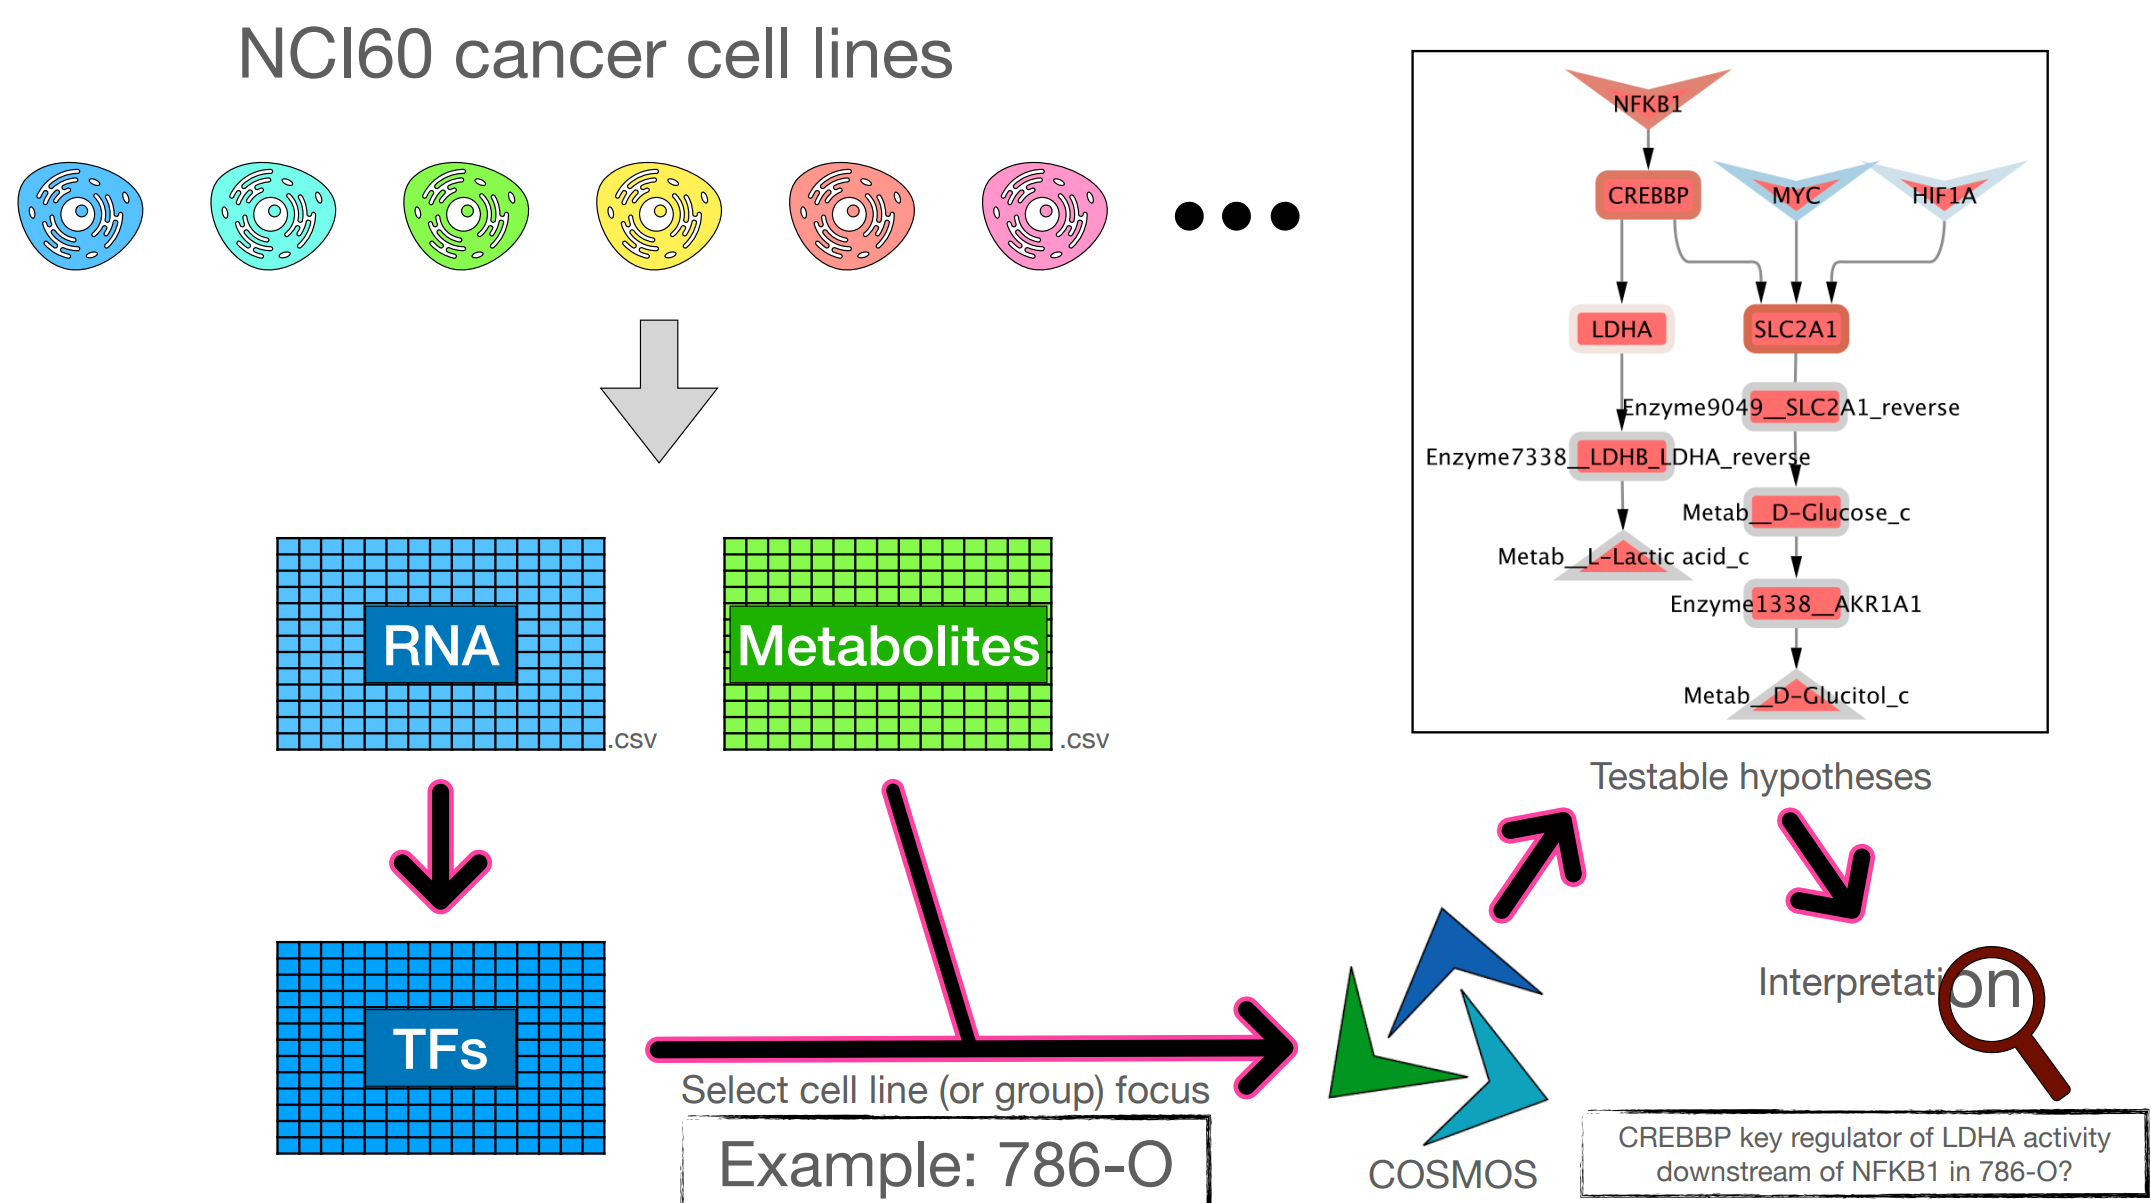 NCI60 cancer cell lines
RNA
.csv
Metabolites
.csv
TFs
Select cell line (or group) focus
Example: 786-O
COSMOS
NFKB1
CREBBP
MYC
HIF1A
LDHA
SLC2A1
Enzyme9049__SLC2A1_reverse
Enzyme7338__LDHB_LDHA_reverse
Metab__D-Glucose_c
Metab__L-Lactic acid_c
Enzyme1338__AKR1A1
Metab__D-Glucitol_c
Testable hypotheses
Interpretation
CREBBP key regulator of LDHA activity
downstream of NFKB1 in 786-O?